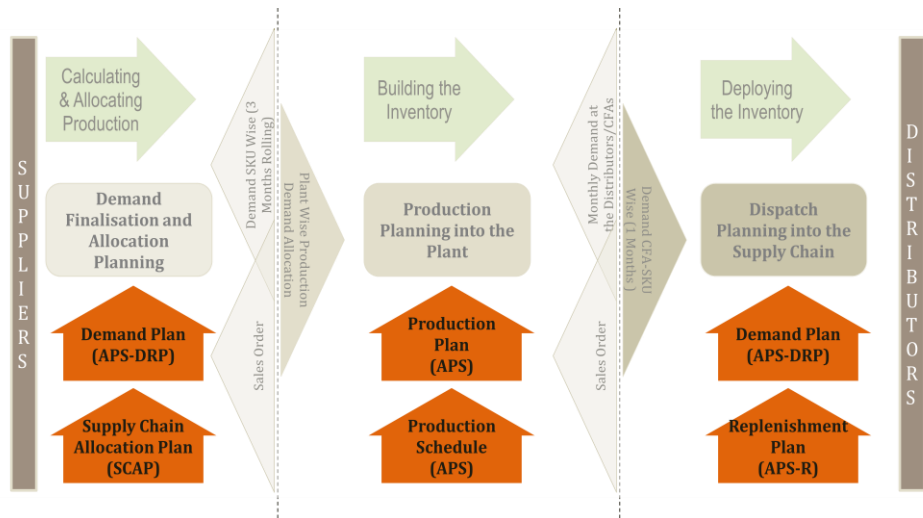 SUPPLIERS
Calculating
& Allocating
Production
Demand
Finalisation and
Allocation
Planning
Demand Plan
(APS-DRP)
Supply Chain
Allocation Plan
(SCAP)
Demand SKU Wise (3
Months Rolling)
Sales Order
Plant Wise Production
Demand Allocation
Building the
Inventory
Production
Planning into the
Plant
Production
Plan
(APS)
Production
Schedule
(APS)
Monthly Demand at
the Distributors/CFAs
Sales Order
Demand CFA-SKU
Wise (1 Months )
Deploying
the Inventory
Dispatch
Planning into the
Supply Chain
Demand Plan
(APS-DRP)
Replenishment
Plan
(APS-R)
DISTRIBUTORS